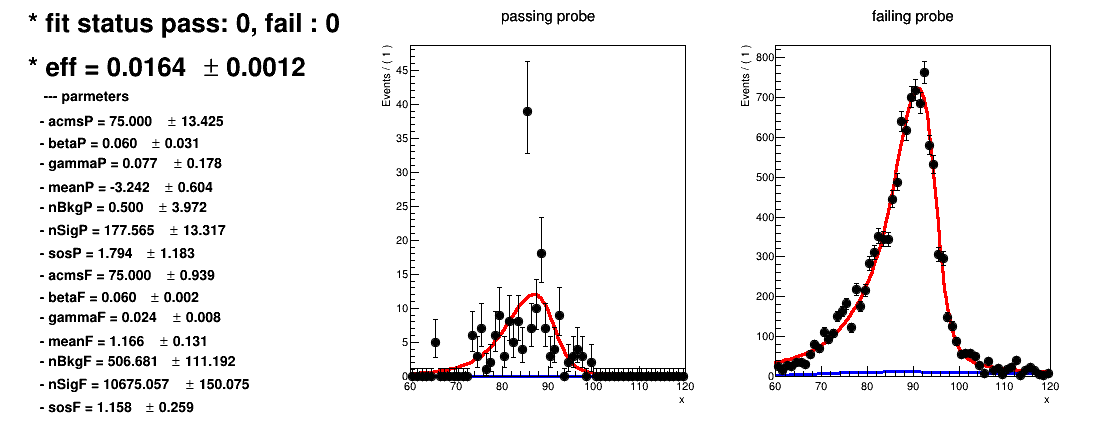 * fit status pass: 0, fail : 0
* eff = 0.0164 ± 0.0012
--- parmeters
- acmsP = 75.000 ± 13.425
- betaP = 0.060 ± 0.031
- gammaP = 0.077 ± 0.178
- meanP = -3.242 ± 0.604
- nBkgP = 0.500 ± 3.972
- nSigP = 177.565 ± 13.317
- sosP = 1.794 ± 1.183
- acmsF = 75.000 ± 0.939
- betaF = 0.060 ± 0.002
- gammaF = 0.024 ± 0.008
- meanF = 1.166 ± 0.131
- nBkgF = 506.681 ± 111.192
- nSigF = 10675.057 ± 150.075
- sosF = 1.158 ± 0.259
passing probe
Events / ( 1 )
45
40
35
30
25
20
15
10
5
0
60 70 80 90 100 110 120
x
failing probe
Events / ( 1 )
800
700
600
500
400
300
200
100
0
60 70 80 90 100 110 120
x